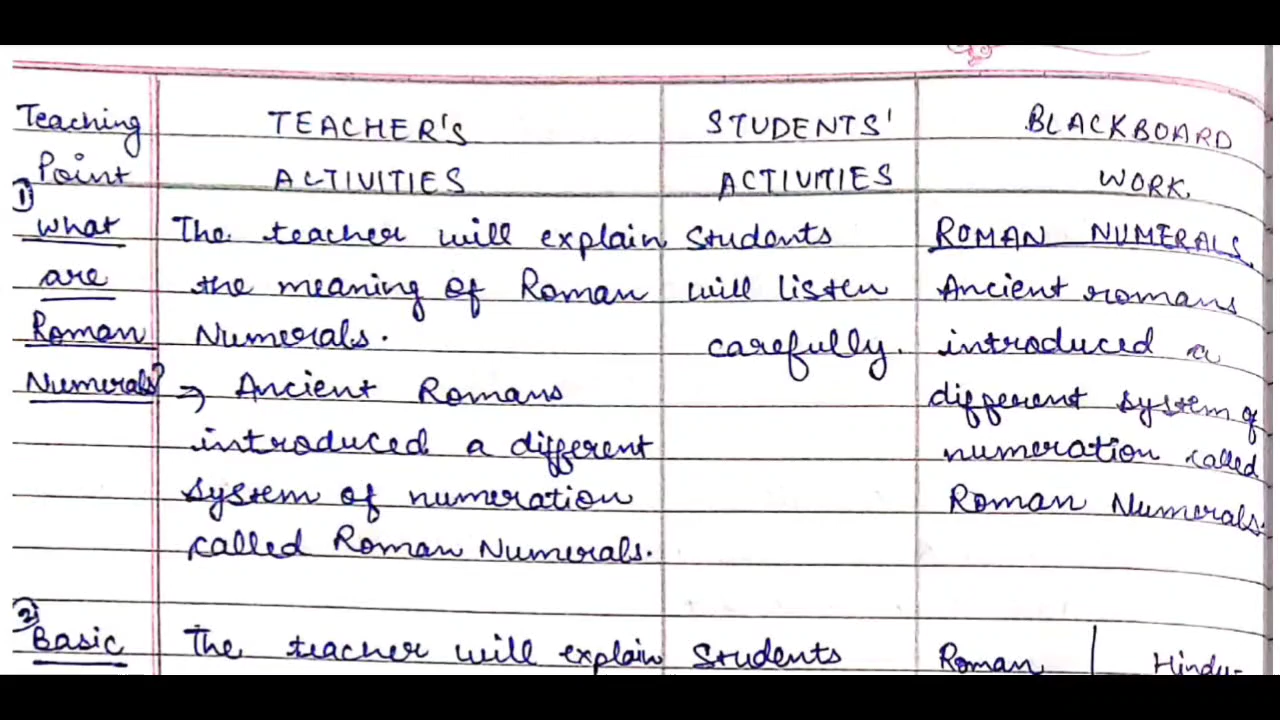 Teaching Point
TEACHER'S ACTIVITIES
STUDENTS' ACTIVITIES
BLACKBOARD WORK
1)
What
are
Roman
Numerals?
The teacher will explain
the meaning of Roman
Numerals.
→ Ancient Romans
introduced a different
system of numeration
called Roman Numerals.
Students
will listen
carefully.
ROMAN NUMERALS
Ancient romans
introduced a
different system of
numeration called
Roman Numerals.
2)
Basic
The teacher will explain
Students
Roman | Hindu-